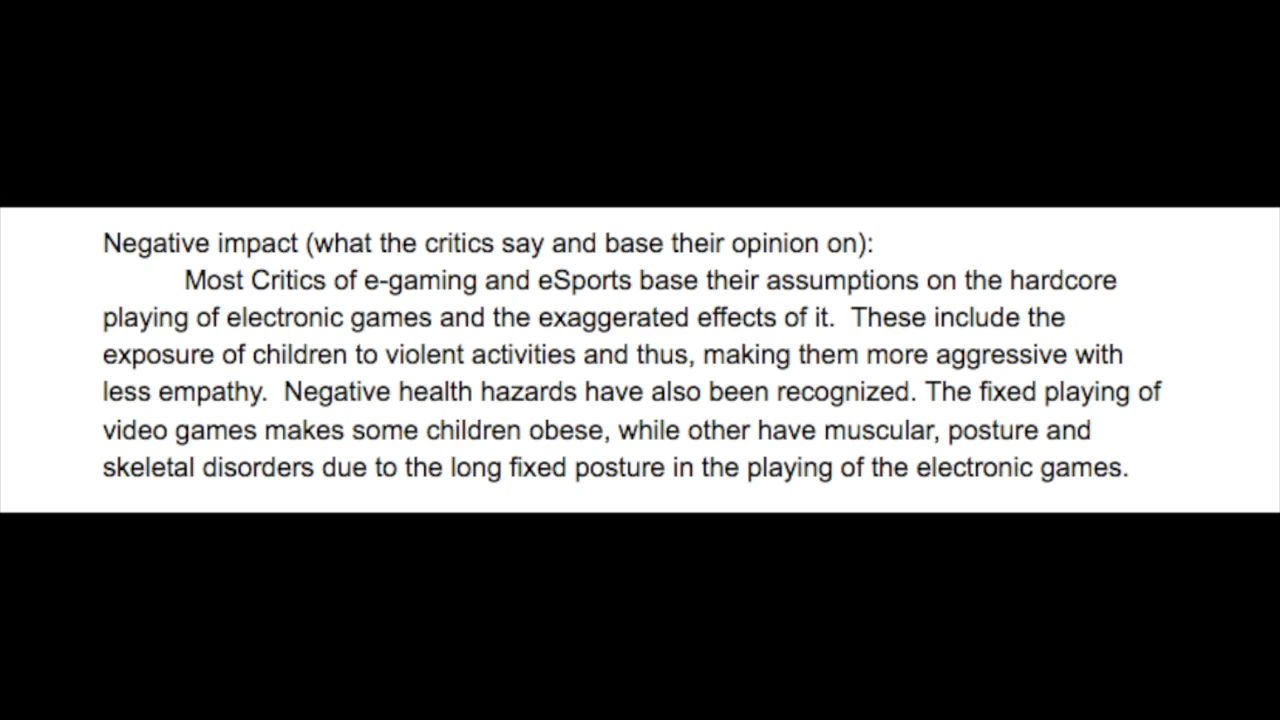 Negative impact (what the critics say and base their opinion on):
Most Critics of e-gaming and eSports base their assumptions on the hardcore
playing of electronic games and the exaggerated effects of it.  These include the
exposure of children to violent activities and thus, making them more aggressive with
less empathy.  Negative health hazards have also been recognized. The fixed playing of
video games makes some children obese, while other have muscular, posture and
skeletal disorders due to the long fixed posture in the playing of the electronic games.